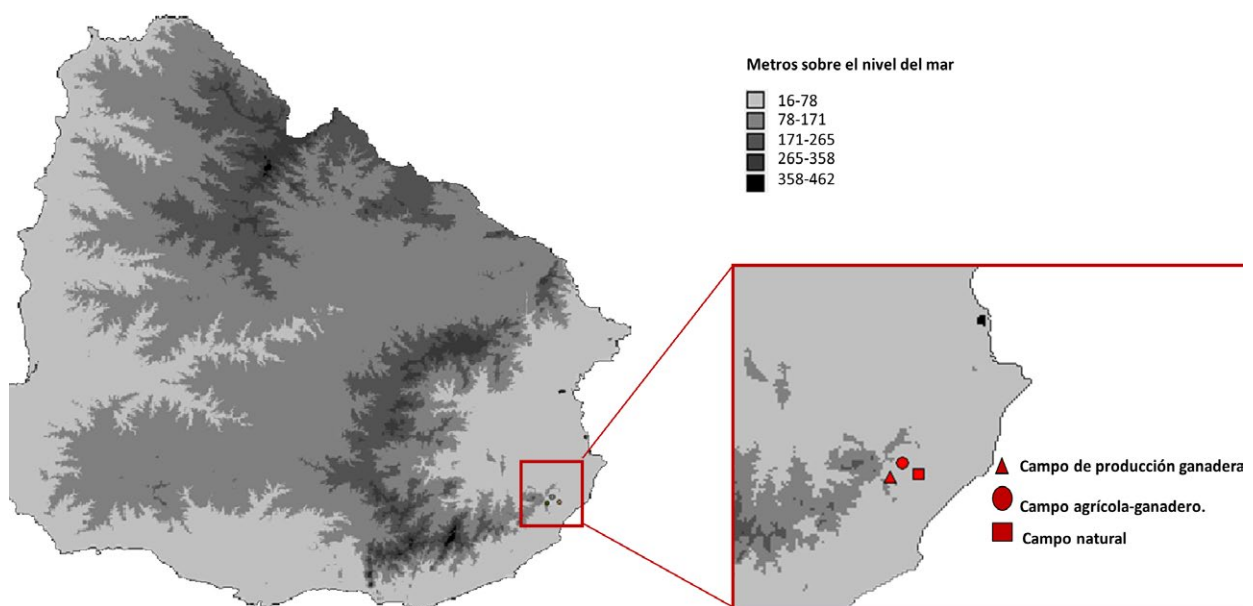 Metros sobre el nivel del mar
16-78
78-171
171-265
265-358
358-462
Campo de producción ganadera
Campo agrícola-ganadero.
Campo natural